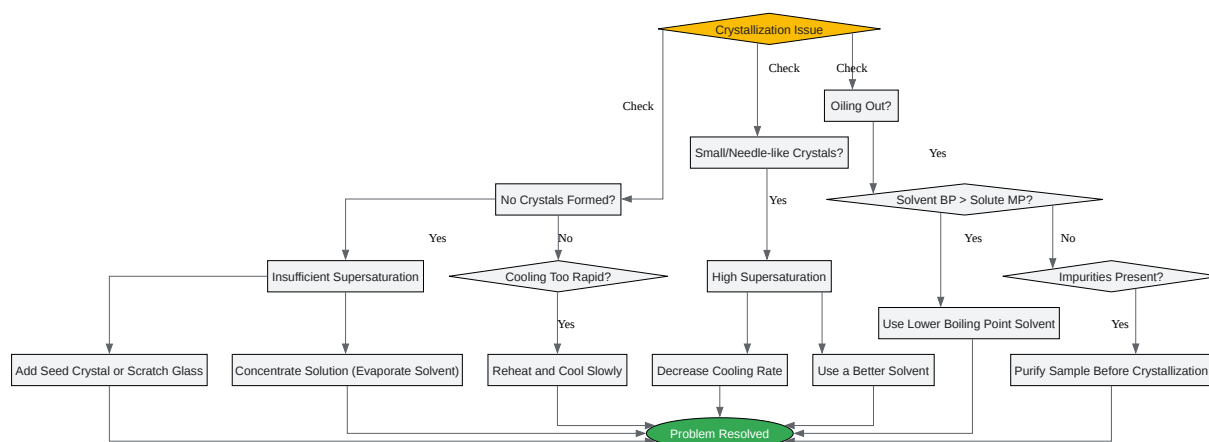 Crystallization Issue
Check
Check
Oiling Out?
Check
Small/Needle-like Crystals?
Yes
No Crystals Formed?
Yes
Solvent BP > Solute MP?
Yes
No
Yes
No
Insufficient Supersaturation
Cooling Too Rapid?
High Supersaturation
Impurities Present?
Yes
Use Lower Boiling Point Solvent
Yes
Add Seed Crystal or Scratch Glass
Concentrate Solution (Evaporate Solvent)
Reheat and Cool Slowly
Decrease Cooling Rate
Use a Better Solvent
Purify Sample Before Crystallization
Problem Resolved